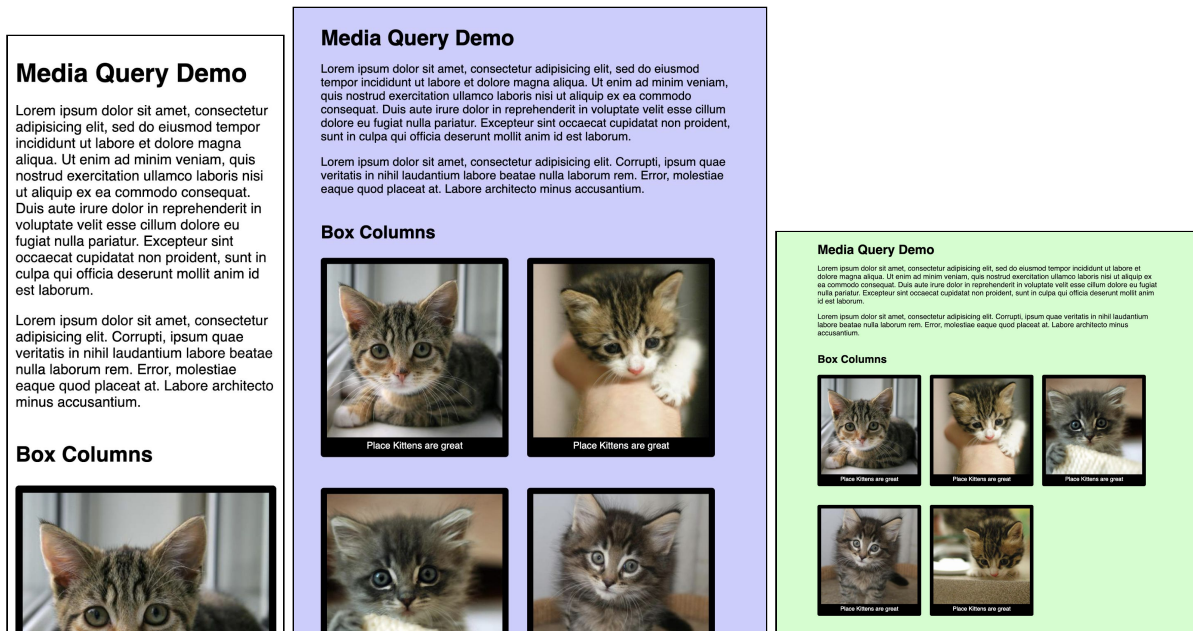 Media Query Demo
Lorem ipsum dolor sit amet, consectetur
adipisicing elit, sed do eiusmod tempor
incididunt ut labore et dolore magna
aliqua. Ut enim ad minim veniam, quis
nostrud exercitation ullamco laboris nisi
ut aliquip ex ea commodo consequat.
Duis aute irure dolor in reprehenderit in
voluptate velit esse cillum dolore eu
fugiat nulla pariatur. Excepteur sint
occaecat cupidatat non proident, sunt in
culpa qui officia deserunt mollit anim id
est laborum.
Lorem ipsum dolor sit amet, consectetur
adipisicing elit. Corrupti, ipsum quae
veritatis in nihil laudantium labore beatae
nulla laborum rem. Error, molestiae
eaque quod placeat at. Labore architecto
minus accusantium.
Box Columns
Media Query Demo
Lorem ipsum dolor sit amet, consectetur adipisicing elit, sed do eiusmod
tempor incididunt ut labore et dolore magna aliqua. Ut enim ad minim veniam,
quis nostrud exercitation ullamco laboris nisi ut aliquip ex ea commodo
consequat. Duis aute irure dolor in reprehenderit in voluptate velit esse cillum
dolore eu fugiat nulla pariatur. Excepteur sint occaecat cupidatat non proident,
sunt in culpa qui officia deserunt mollit anim id est laborum.
Lorem ipsum dolor sit amet, consectetur adipisicing elit. Corrupti, ipsum quae
veritatis in nihil laudantium labore beatae nulla laborum rem. Error, molestiae
eaque quod placeat at. Labore architecto minus accusantium.
Box Columns
Place Kittens are great
Place Kittens are great
Media Query Demo
Lorem ipsum dolor sit amet, consectetur adipisicing elit, sed do eiusmod tempor incididunt ut labore et
dolore magna aliqua. Ut enim ad minim veniam, quis nostrud exercitation ullamco laboris nisi ut aliquip ex
ea commodo consequat. Duis aute irure dolor in reprehenderit in voluptate velit esse cillum dolore eu fugiat
nulla pariatur. Excepteur sint occaecat cupidatat non proident, sunt in culpa qui officia deserunt mollit anim
id est laborum.
Lorem ipsum dolor sit amet, consectetur adipisicing elit. Corrupti, ipsum quae veritatis in nihil laudantium
labore beatae nulla laborum rem. Error, molestiae eaque quod placeat at. Labore architecto minus
accusantium.
Box Columns
Place Kittens are great
Place Kittens are great
Place Kittens are great
Place Kittens are great
Place Kittens are great